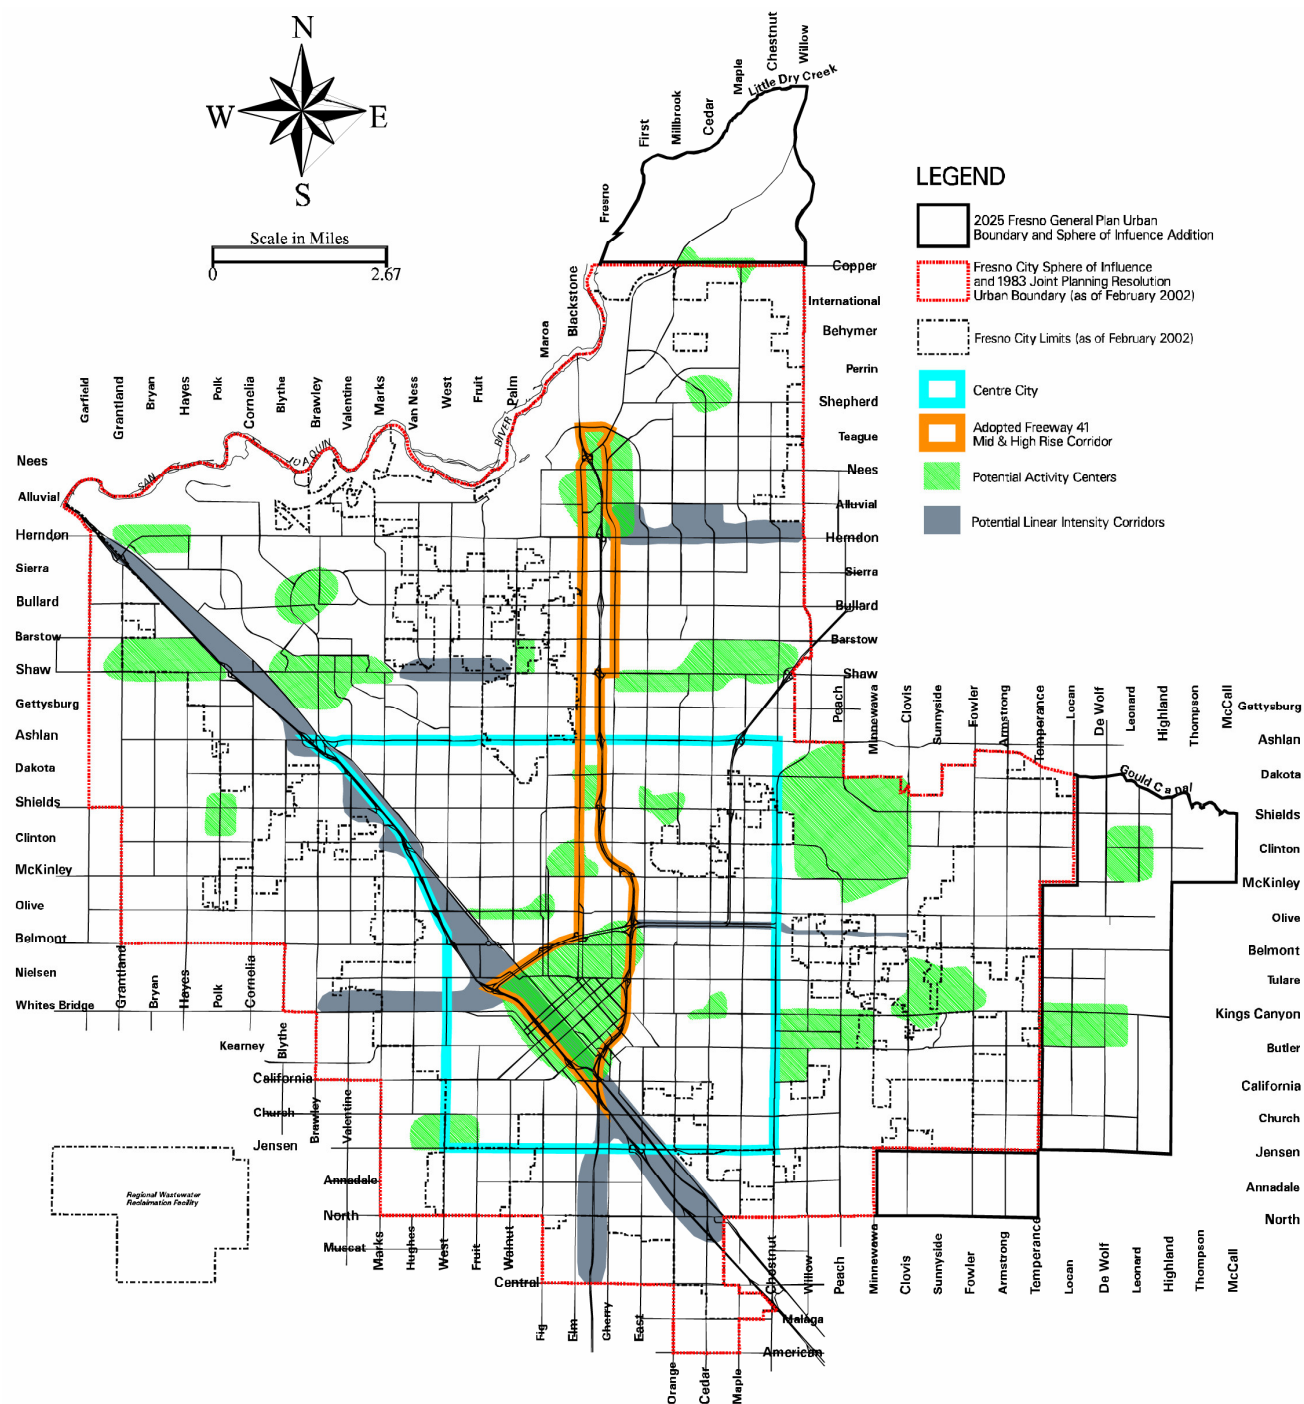 N
W
E
S
Scale in Miles
0
2.67
Fresno
First
Millbrook
Cedar
Maple
Chestnut
Willow
Little Dry Creek
LEGEND
2025 Fresno General Plan Urban
Boundary and Sphere of Infuence Addition
Fresno City Sphere of Influence
and 1983 Joint Planning Resolution
Urban Boundary (as of February 2002)
Fresno City Limits (as of February 2002)
Centre City
Adopted Freeway 41
Mid & High Rise Corridor
Potential Activity Centers
Potential Linear Intensity Corridors
Copper
International
Behymer
Perrin
Shepherd
Teague
Nees
Alluvial
Herndon
Sierra
Bullard
Barstow
Shaw
Garfield
Grantland
Bryan
Hayes
Polk
Cornelia
Blythe
Brawley
Valentine
Marks
Van Ness
West
Fruit
Palm
Maroa
Blackstone
SAN
JOAQUIN
RIVER
Nees
Alluvial
Herndon
Sierra
Bullard
Barstow
Shaw
Gettysburg
Ashlan
Dakota
Shields
Clinton
McKinley
Olive
Belmont
Nielsen
Whites Bridge
Grantland
Bryan
Hayes
Polk
Cornelia
Blythe
Kearney
California
Church
Jensen
Brawley
Valentine
Annadale
North
Muscat
Central
Marks
Hughes
West
Fruit
Walnut
Fig
Elm
Cherry
East
Orange
Cedar
Maple
Regional Wastewater
Reclamation Facility
Peach
Minnewawa
Clovis
Sunnyside
Fowler
Armstrong
Temperance
Locan
De Wolf
Leonard
Highland
Thompson
McCall
Gettysburg
Ashlan
Dakota
Gould Canal
Shields
Clinton
McKinley
Olive
Belmont
Tulare
Kings Canyon
Butler
California
Church
Jensen
Annadale
North
Chestnut
Willow
Peach
Minnewawa
Clovis
Sunnyside
Fowler
Armstrong
Temperance
Locan
De Wolf
Leonard
Highland
Thompson
McCall
Malaga
American